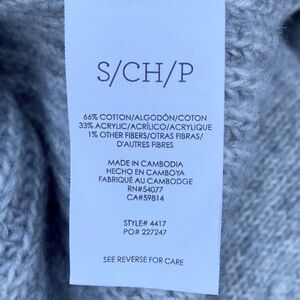 S/CH/P
66% COTTON/ALGODÓN/COTON
33% ACRYLIC/ACRÍLICO/ACRYLIQUE
1% OTHER FIBERS/OTRAS FIBRAS/
D'AUTRES FIBRES
MADE IN CAMBODIA
HECHO EN CAMBOYA
FABRIQUÉ AU CAMBODGE
RN#54077
CA#59814
STYLE# 4417
PO# 227247
SEE REVERSE FOR CARE